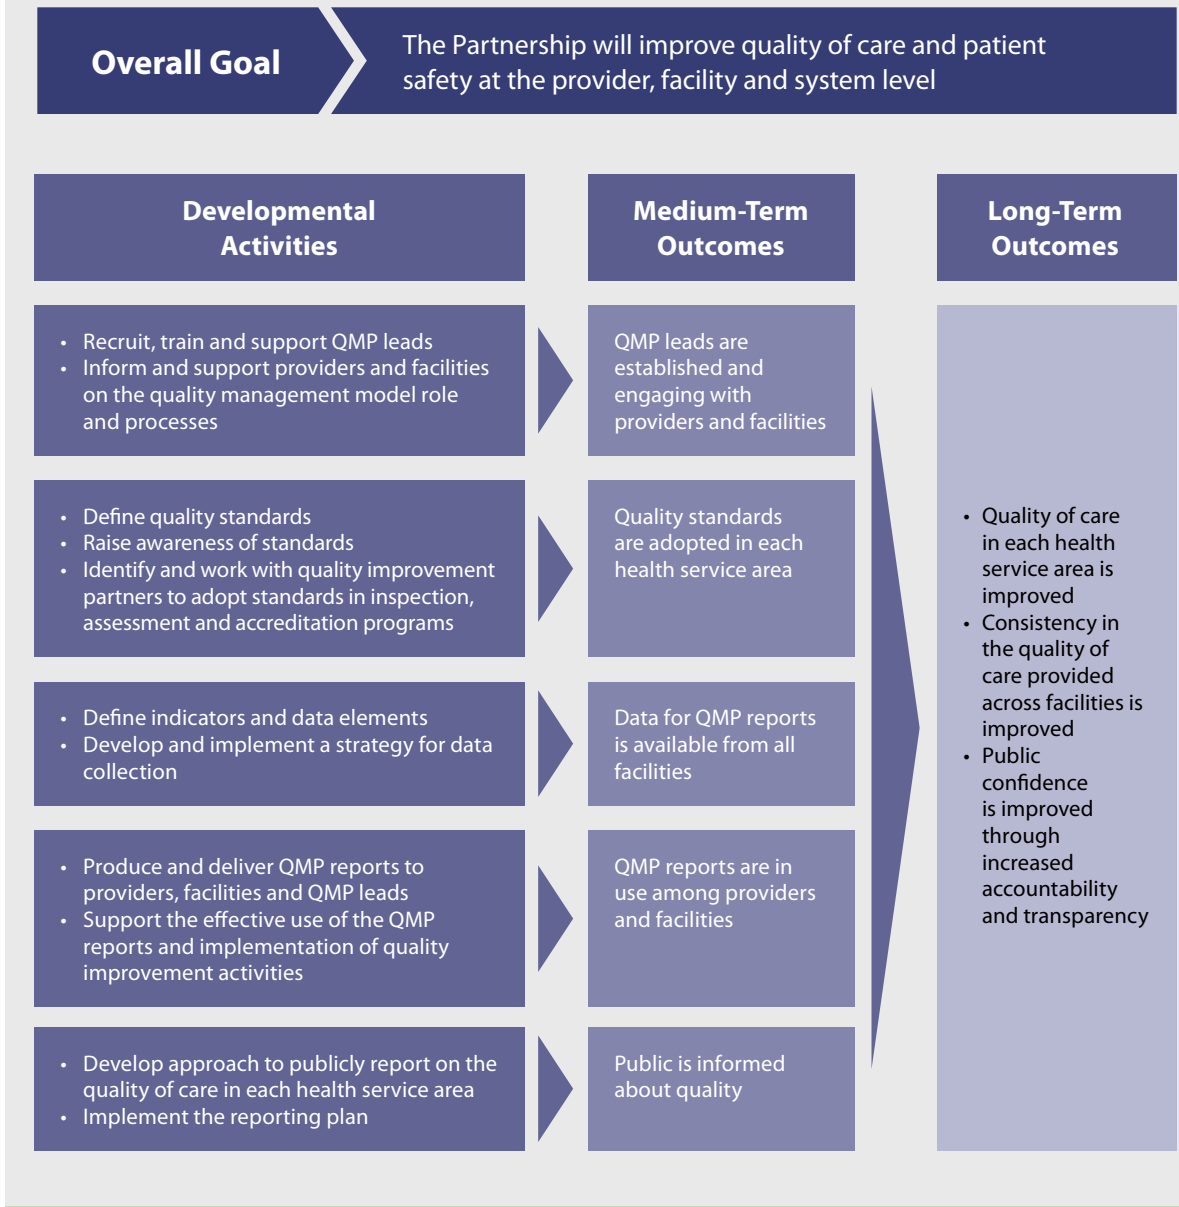 Overall Goal
The Partnership will improve quality of care and patient
safety at the provider, facility and system level
Developmental
Activities
Medium-Term
Outcomes
Long-Term
Outcomes
• Recruit, train and support QMP leads
• Inform and support providers and facilities
on the quality management model role
and processes
QMP leads are
established and
engaging with
providers and facilities
• Define quality standards
• Raise awareness of standards
• Identify and work with quality improvement
partners to adopt standards in inspection,
assessment and accreditation programs
Quality standards
are adopted in each
health service area
• Define indicators and data elements
• Develop and implement a strategy for data
collection
Data for QMP reports
is available from all
facilities
• Produce and deliver QMP reports to
providers, facilities and QMP leads
• Support the effective use of the QMP
reports and implementation of quality
improvement activities
QMP reports are in
use among providers
and facilities
• Develop approach to publicly report on the
quality of care in each health service area
• Implement the reporting plan
Public is informed
about quality
• Quality of care
in each health
service area is
improved
• Consistency in
the quality of
care provided
across facilities is
improved
• Public
confidence
is improved
through
increased
accountability
and transparency